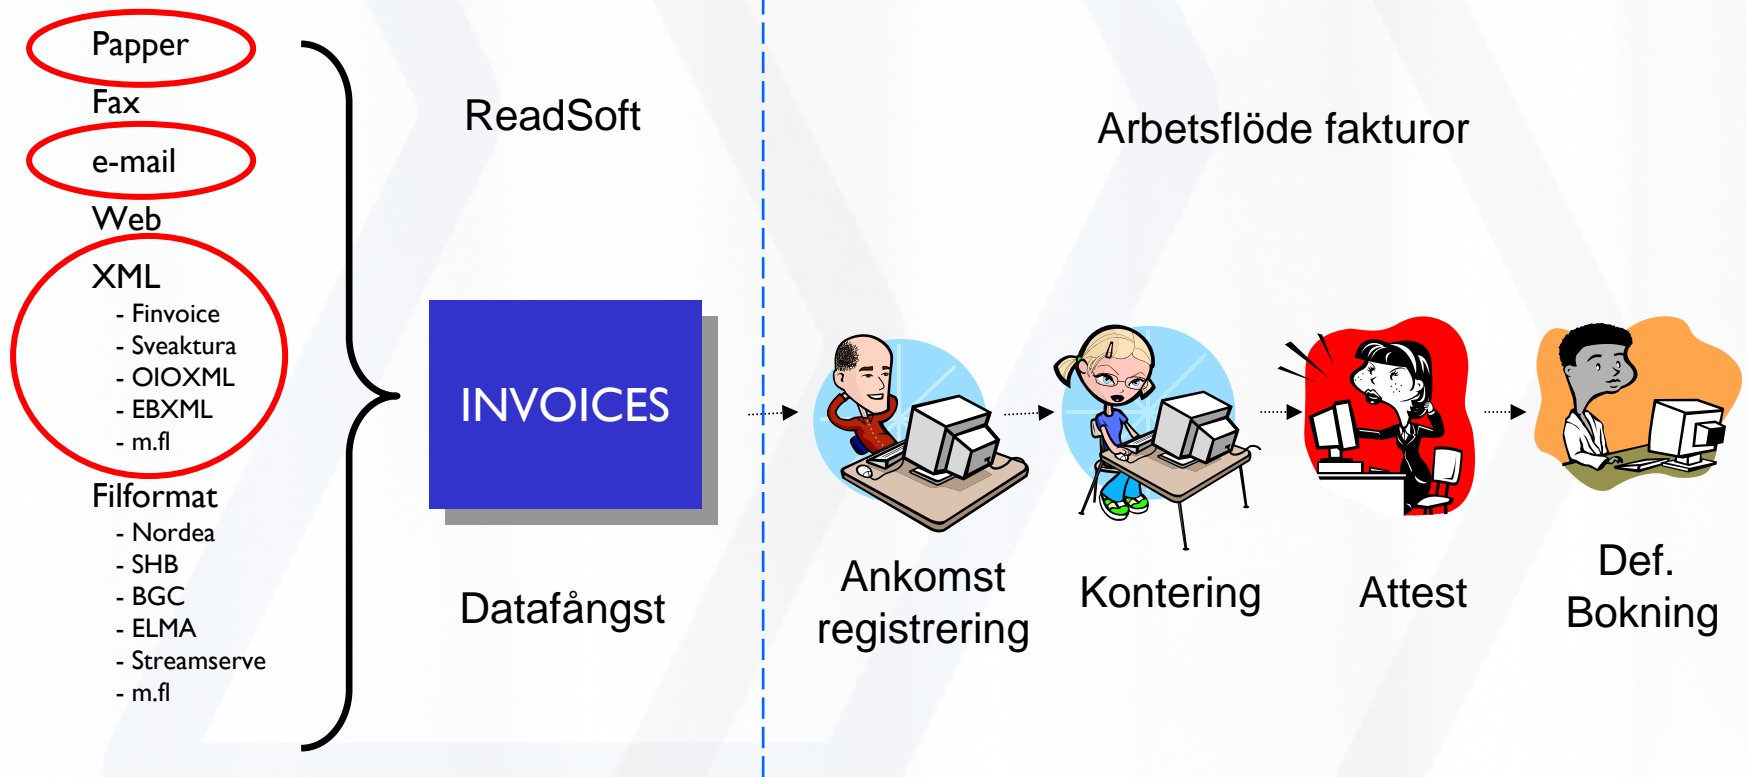 Papper
Fax
e-mail
Web
XML
- Finvoice
- Sveaktura
- OIOXML
- EBXML
- m.fl
Filformat
- Nordea
- SHB
- BGC
- ELMA
- Streamserve
- m.fl
ReadSoft
INVOICES
Datafångst
Arbetsflöde fakturor
Ankomst
registrering
Kontering
Attest
Def.
Bokning